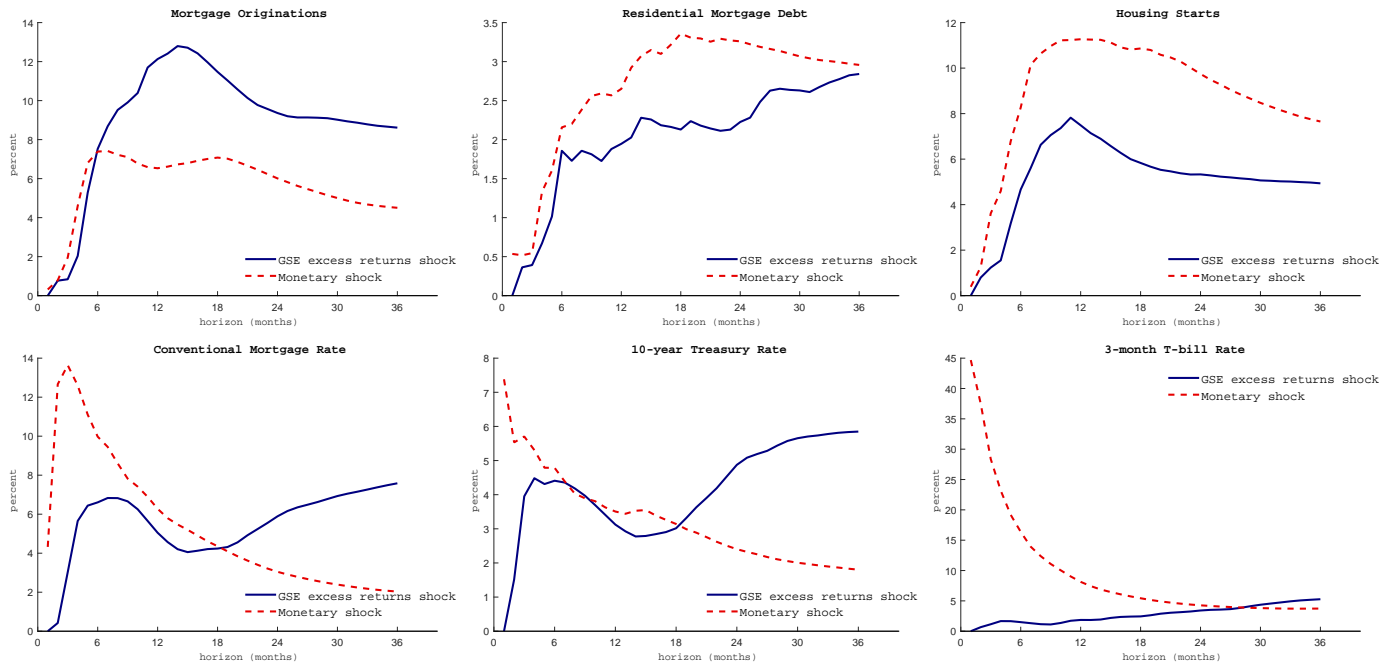 Mortgage Originations
14
12
10
8
6
4
2
0
percent
0 6 12 18 24 30 36
horizon (months)
GSE excess returns shock
Monetary shock
Residential Mortgage Debt
3.5
3
2.5
2
1.5
1
0.5
0
percent
0 6 12 18 24 30 36
horizon (months)
GSE excess returns shock
Monetary shock
Housing Starts
12
10
8
6
4
2
0
percent
0 6 12 18 24 30 36
horizon (months)
GSE excess returns shock
Monetary shock
Conventional Mortgage Rate
14
12
10
8
6
4
2
0
percent
0 6 12 18 24 30 36
horizon (months)
GSE excess returns shock
Monetary shock
10-year Treasury Rate
8
7
6
5
4
3
2
1
0
percent
0 6 12 18 24 30 36
horizon (months)
GSE excess returns shock
Monetary shock
3-month T-bill Rate
45
40
35
30
25
20
15
10
5
0
percent
0 6 12 18 24 30 36
horizon (months)
GSE excess returns shock
Monetary shock